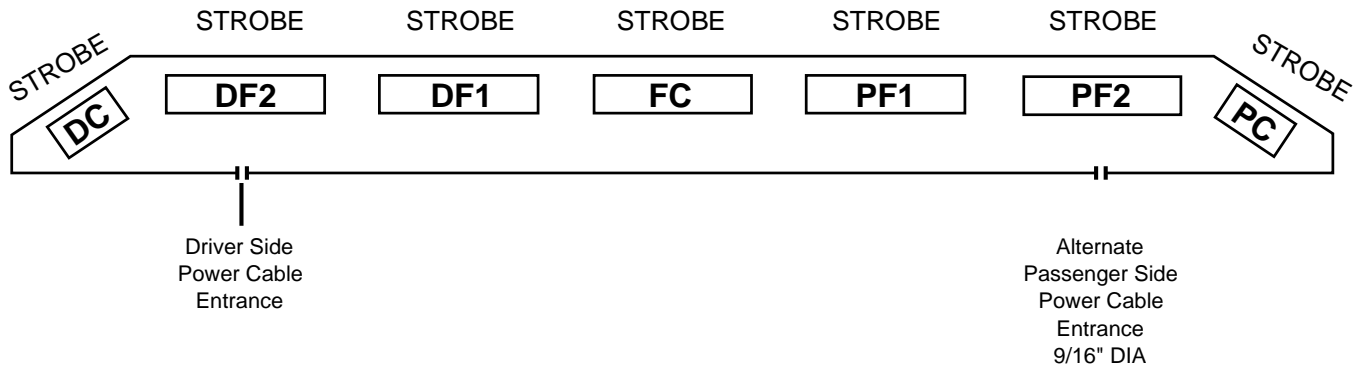 STROBE STROBE STROBE STROBE STROBE
STROBE STROBE
DC DF2 DF1 FC PF1 PF2 PC
Driver Side
Power Cable
Entrance
Alternate
Passenger Side
Power Cable
Entrance
9/16" DIA